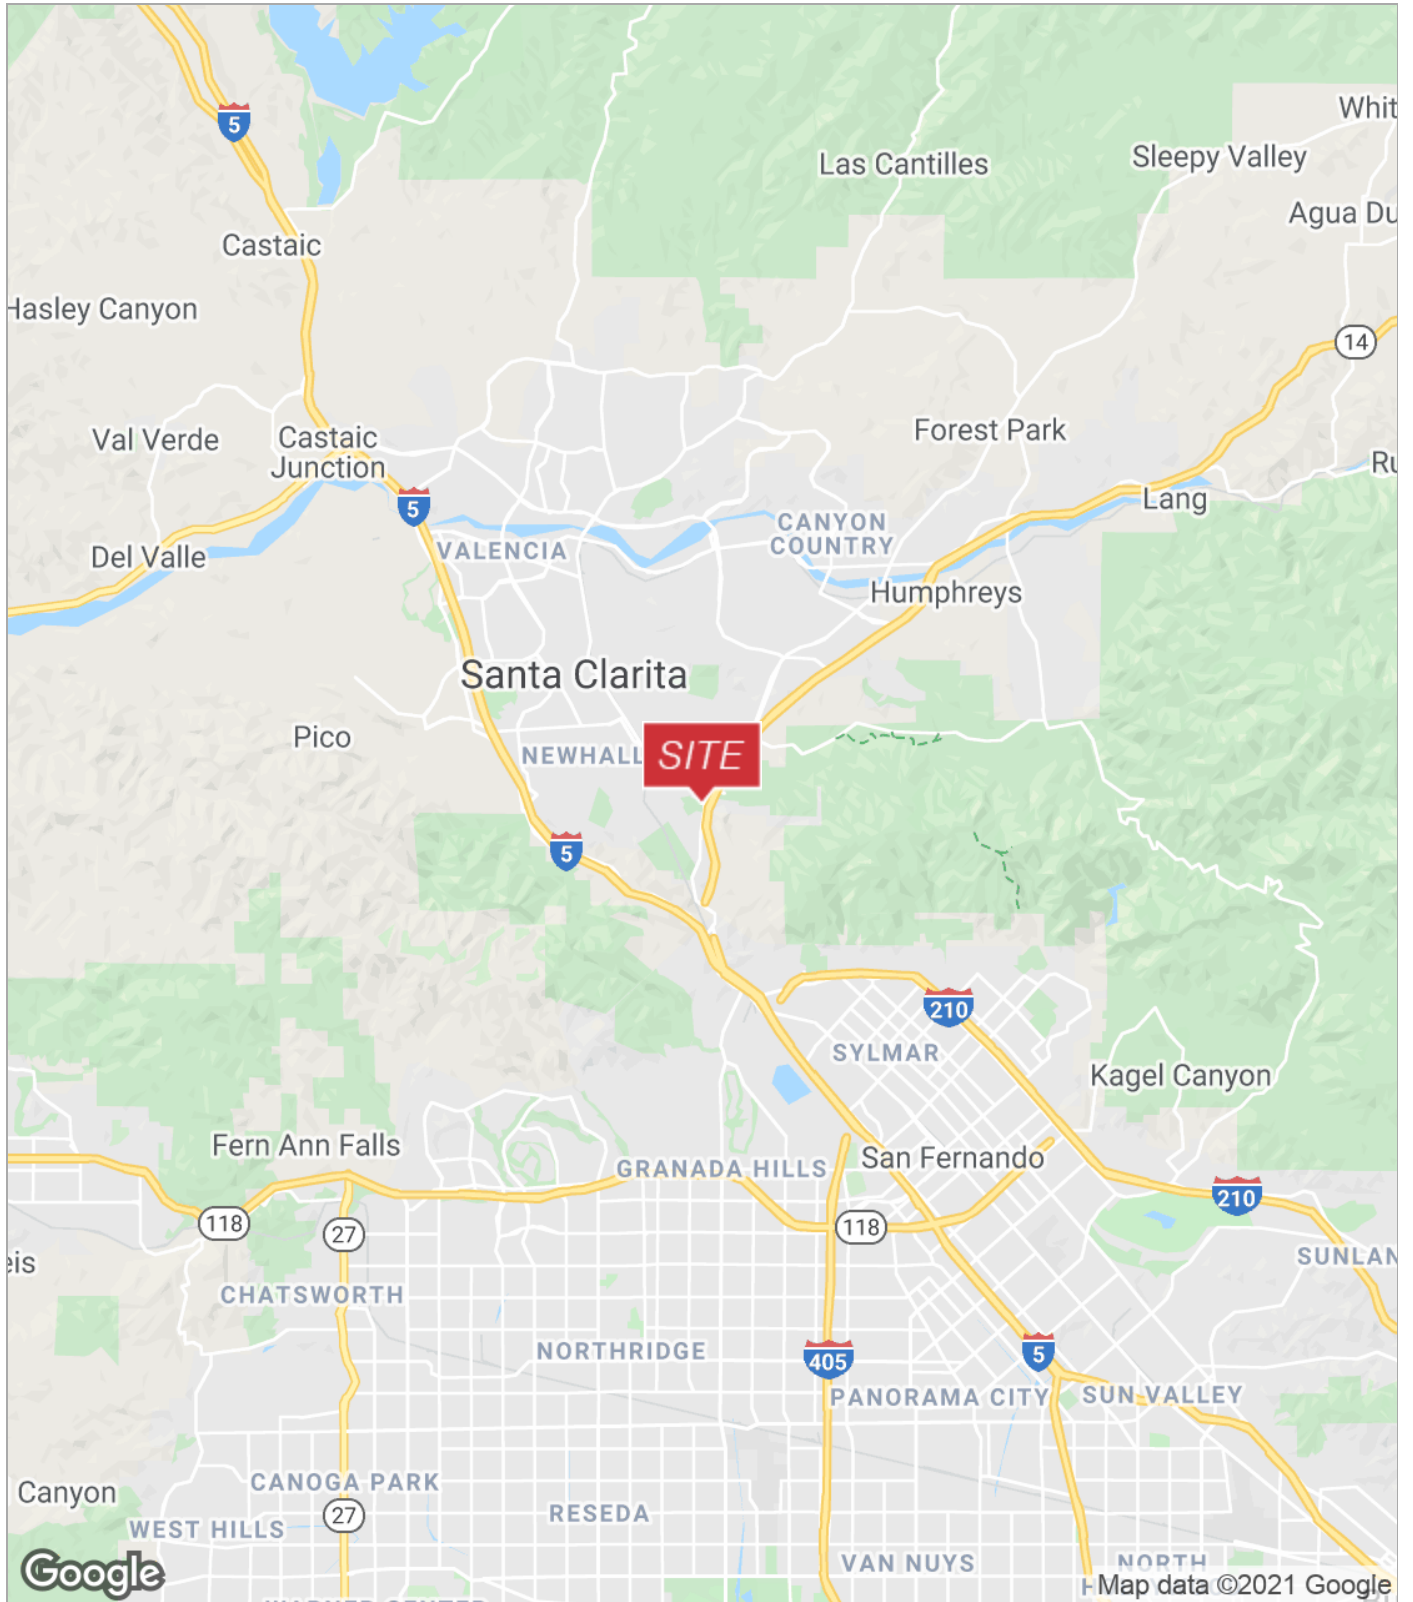 5
Whit
Las Cantilles
Sleepy Valley
Agua Du
Castaic
Hasley Canyon
14
Val Verde
Castaic
Junction
Forest Park
Ru
5
Lang
CANYON
COUNTRY
VALENCIA
Del Valle
Humphreys
Santa Clarita
Pico
NEWHALL
SITE
5
210
SYLMAR
Kagel Canyon
Fern Ann Falls
GRANADA HILLS
San Fernando
210
118
27
118
eis
SUNLAN
CHATSWORTH
NORTHRIDGE
405
5
PANORAMA CITY
SUN VALLEY
CANOGA PARK
Canyon
27
RESEDA
WEST HILLS
VAN NUYS
NORTH
Google
Map data ©2021 Google